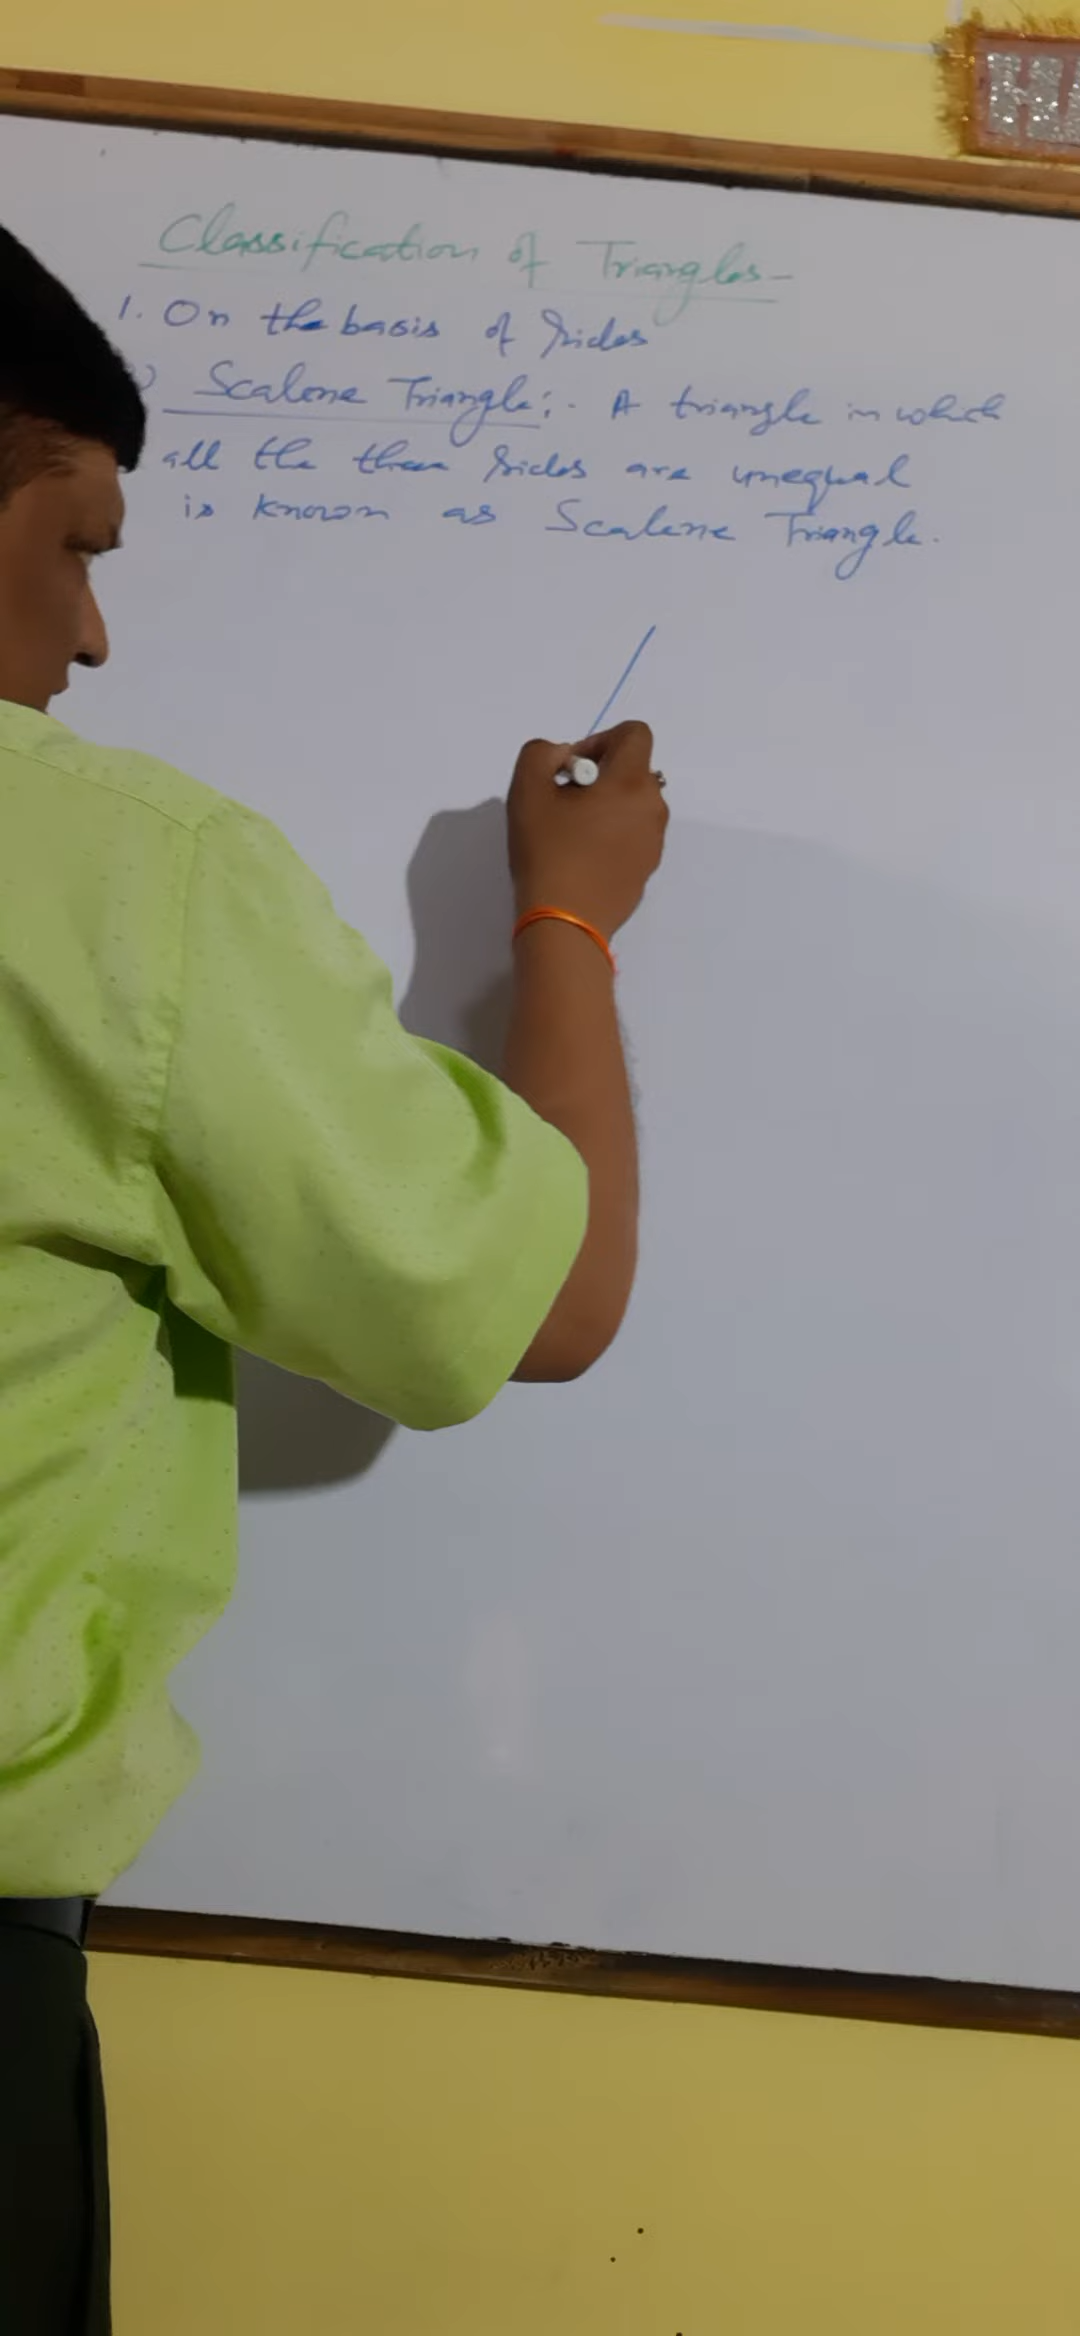 HA
Classification of Triangles-
1. On the basis of Sides
Scalene Triangle:- A triangle in which
all the three Sides are unequal
is known as Scalene Triangle.